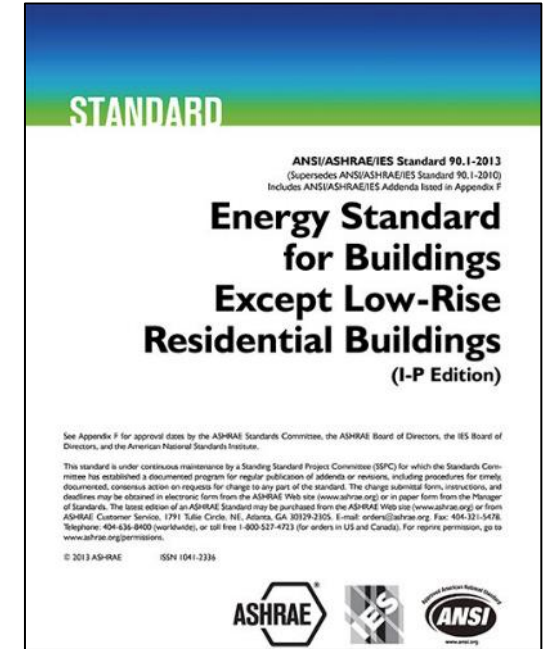 STANDARD
ANSI/ASHRAE/IES Standard 90.1-2013
(Supersedes ANSI/ASHRAE/IES Standard 90.1-2010)
Includes ANSI/ASHRAE/IES Addenda listed in Appendix F
Energy Standard
for Buildings
Except Low-Rise
Residential Buildings
(I-P Edition)
See Appendix F for approval dates by the ASHRAE Standards Committee, the ASHRAE Board of Directors, the IES Board of
Directors, and the American National Standards Institute.
This standard is under continuous maintenance by a Standing Standard Project Committee (SSPC) for which the Standards Com-
mittee has established a documented program for regular publication of addenda or revisions, including procedures for timely,
documented, consensus action on requests for change to any part of the standard. The change submittal form, instructions, and
deadlines may be obtained in electronic form from the ASHRAE Web site (www.ashrae.org) or in paper form from the Manager
of Standards. The latest edition of an ASHRAE Standard may be purchased from the ASHRAE Web site (www.ashrae.org) or from
ASHRAE Customer Service, 1791 Tullie Circle, NE, Atlanta, GA 30329-2305. E-mail: orders@ashrae.org. Fax: 404-321-5478.
Telephone: 404-636-8400 (worldwide), or toll free 1-800-527-4723 (for orders in US and Canada). For reprint permission, go to
www.ashrae.org/permissions.
© 2013 ASHRAE ISSN 1041-2336
ASHRAE
IES
Approved American National Standard
ANSI
www.ansi.org